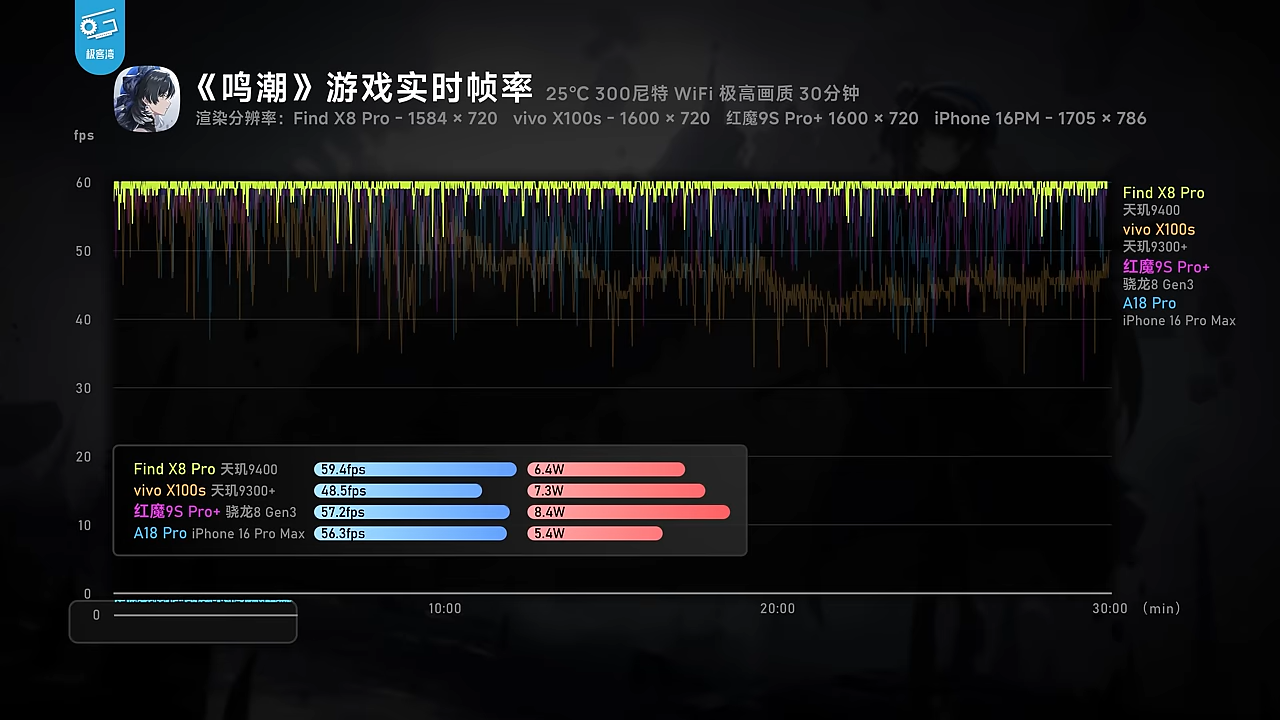 极客湾
《鸣潮》游戏实时帧率 25℃ 300尼特 WiFi 极高画质 30分钟
渲染分辨率：Find X8 Pro - 1584 × 720 vivo X100s - 1600 × 720 红魔9S Pro+ 1600 × 720 iPhone 16PM - 1705 × 786
fps
60
50
40
30
20
10
0
Find X8 Pro
天玑9400
vivo X100s
天玑9300+
红魔9S Pro+
骁龙8 Gen3
A18 Pro
iPhone 16 Pro Max
Find X8 Pro 天玑9400 59.4fps 6.4W
vivo X100s 天玑9300+ 48.5fps 7.3W
红魔9S Pro+ 骁龙8 Gen3 57.2fps 8.4W
A18 Pro iPhone 16 Pro Max 56.3fps 5.4W
0
10:00 20:00 30:00 （min）